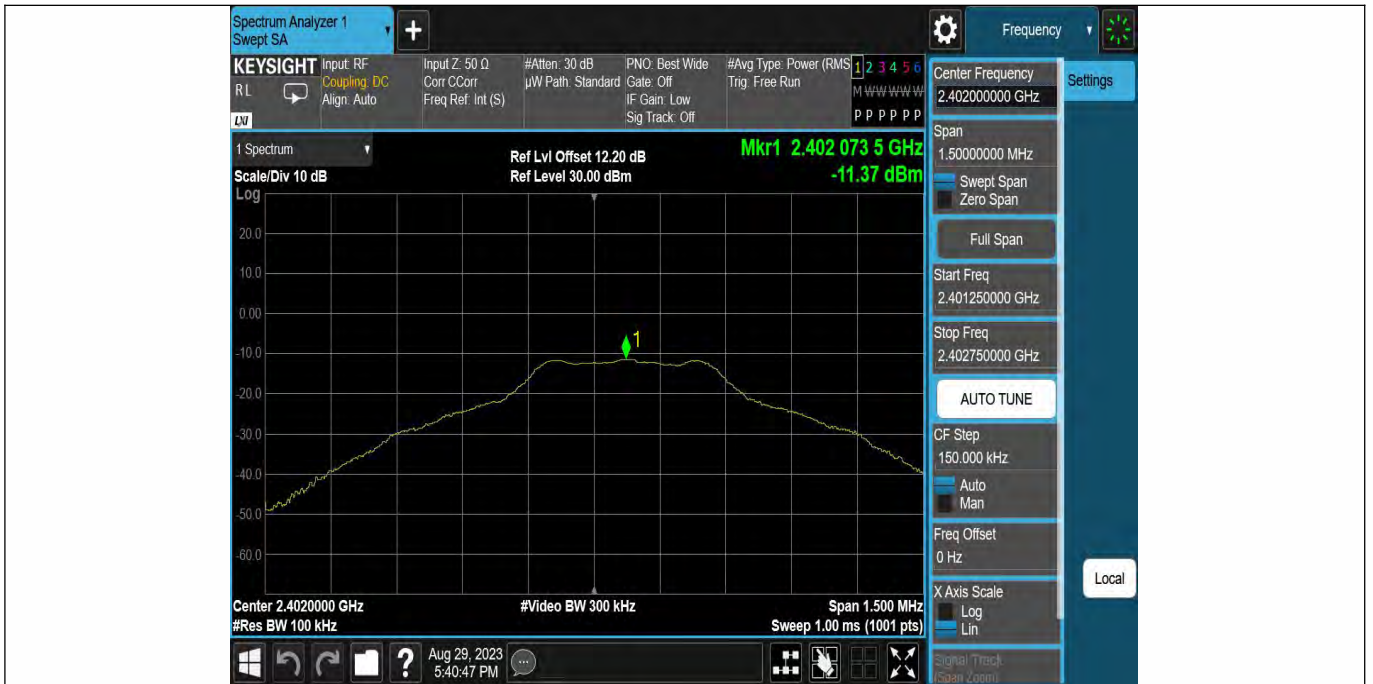 Spectrum Analyzer 1
Swept SA
Frequency
KEYSIGHT
R L
LXI
Input: RF
Coupling: DC
Align: Auto
Input Z: 50 Ω
Corr CCorr
Freq Ref: Int (S)
#Atten: 30 dB
µW Path: Standard
PNO: Best Wide
Gate: Off
IF Gain: Low
Sig Track: Off
#Avg Type: Power (RMS
Trig: Free Run
1 2 3 4 5 6
M W W W W W
P P P P P P
1 Spectrum
Scale/Div 10 dB
Ref Lvl Offset 12.20 dB
Ref Level 30.00 dBm
Mkr1 2.402 073 5 GHz
-11.37 dBm
Log
20.0
10.0
0.00
-10.0
-20.0
-30.0
-40.0
-50.0
-60.0
1
Center 2.4020000 GHz
#Res BW 100 kHz
#Video BW 300 kHz
Span 1.500 MHz
Sweep 1.00 ms (1001 pts)
Center Frequency
2.402000000 GHz
Settings
Span
1.50000000 MHz
Swept Span
Zero Span
Full Span
Start Freq
2.401250000 GHz
Stop Freq
2.402750000 GHz
AUTO TUNE
CF Step
150.000 kHz
Auto
Man
Freq Offset
0 Hz
X Axis Scale
Log
Lin
Signal Track
(Span Zoom)
Local
?
Aug 29, 2023
5:40:47 PM